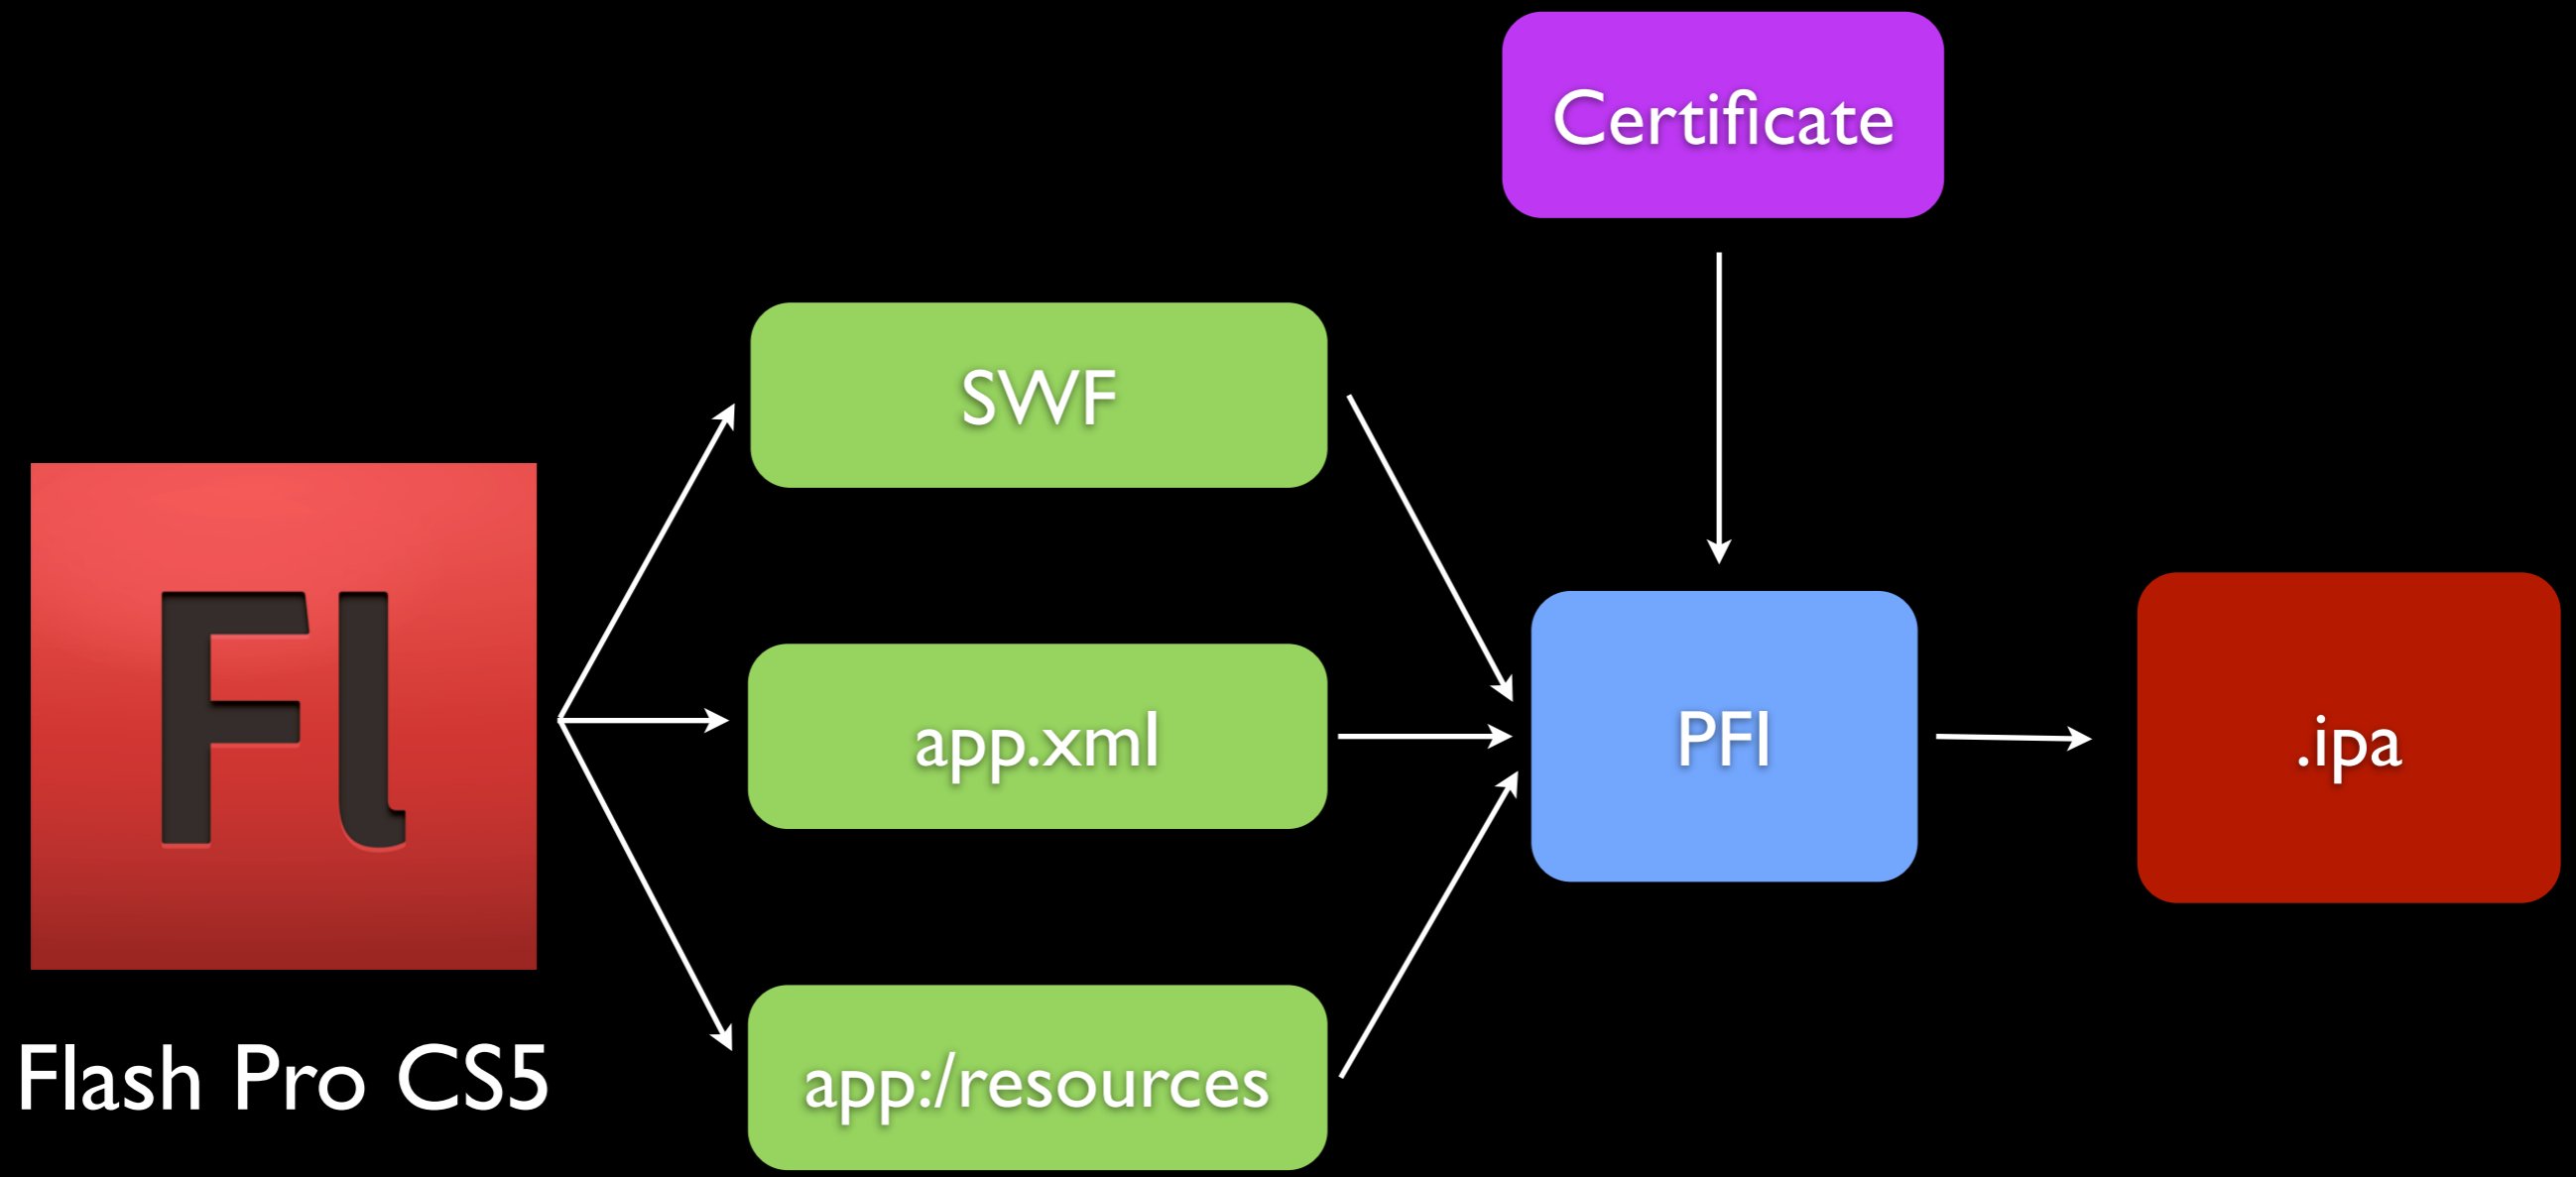 Certificate
SWF
Fl
app.xml
PFI
.ipa
app:/resources
Flash Pro CS5